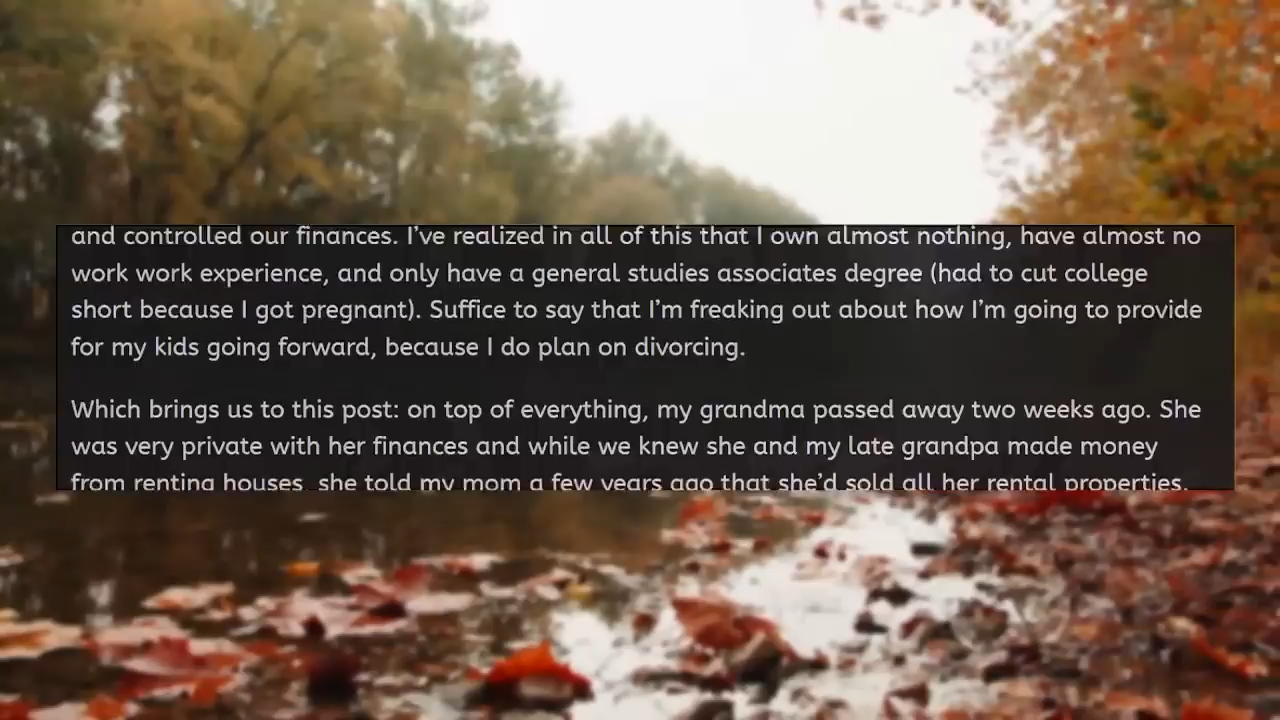 and controlled our finances. I've realized in all of this that I own almost nothing, have almost no
work work experience, and only have a general studies associates degree (had to cut college
short because I got pregnant). Suffice to say that I'm freaking out about how I'm going to provide
for my kids going forward, because I do plan on divorcing.
Which brings us to this post: on top of everything, my grandma passed away two weeks ago. She
was very private with her finances and while we knew she and my late grandpa made money
from renting houses, she told my mom a few years ago that she'd sold all her rental properties.